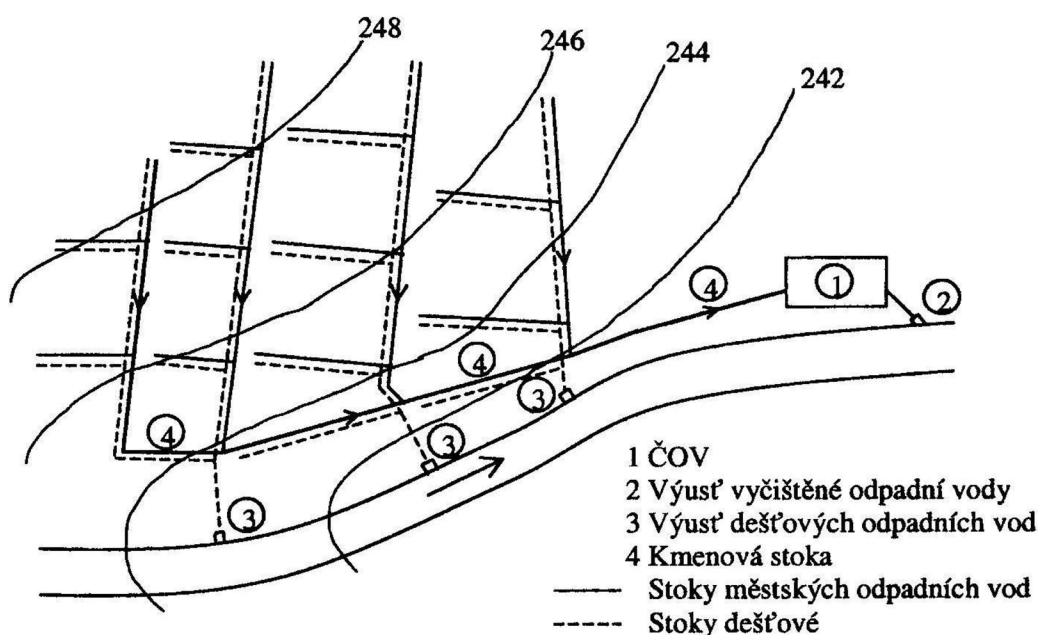 248
246
244
242
4
1
2
4
3
4
3
3
1 ČOV
2 Výusť vyčištěné odpadní vody
3 Výusť dešťových odpadních vod
4 Kmenová stoka
Stoky městských odpadních vod
Stoky dešťové